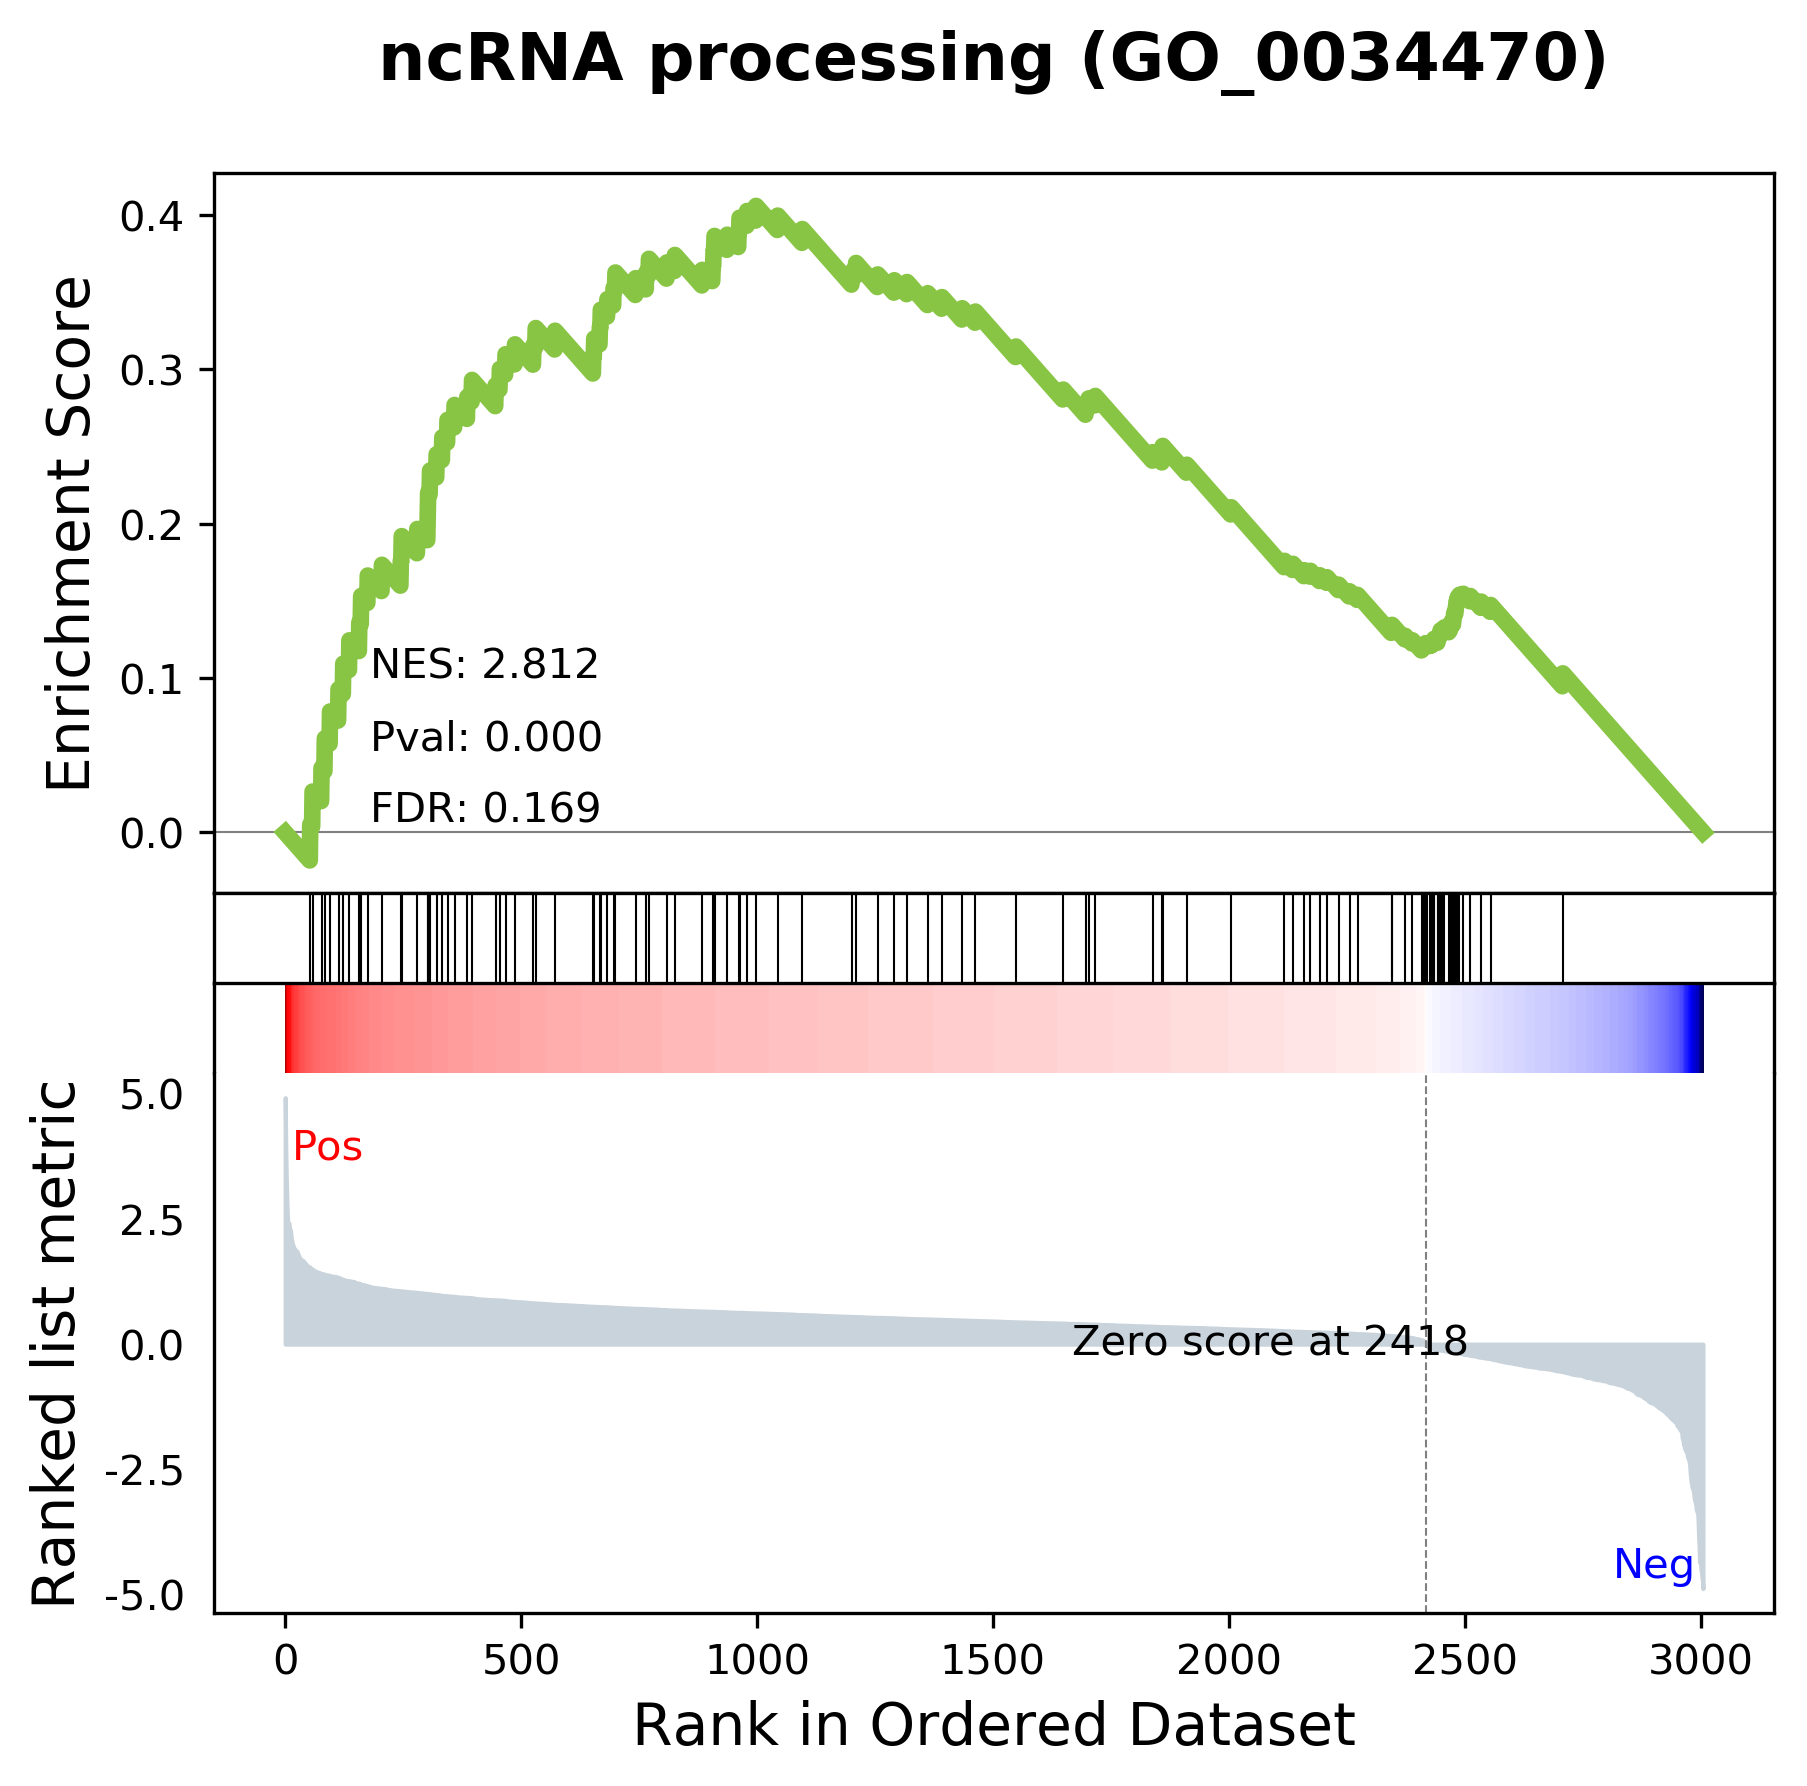 ncRNA processing (GO_0034470)
Enrichment Score
0.4
0.3
0.2
0.1
0.0
NES: 2.812
Pval: 0.000
FDR: 0.169
Ranked list metric
5.0
2.5
0.0
-2.5
-5.0
Pos
Zero score at 2418
Neg
0 500 1000 1500 2000 2500 3000
Rank in Ordered Dataset